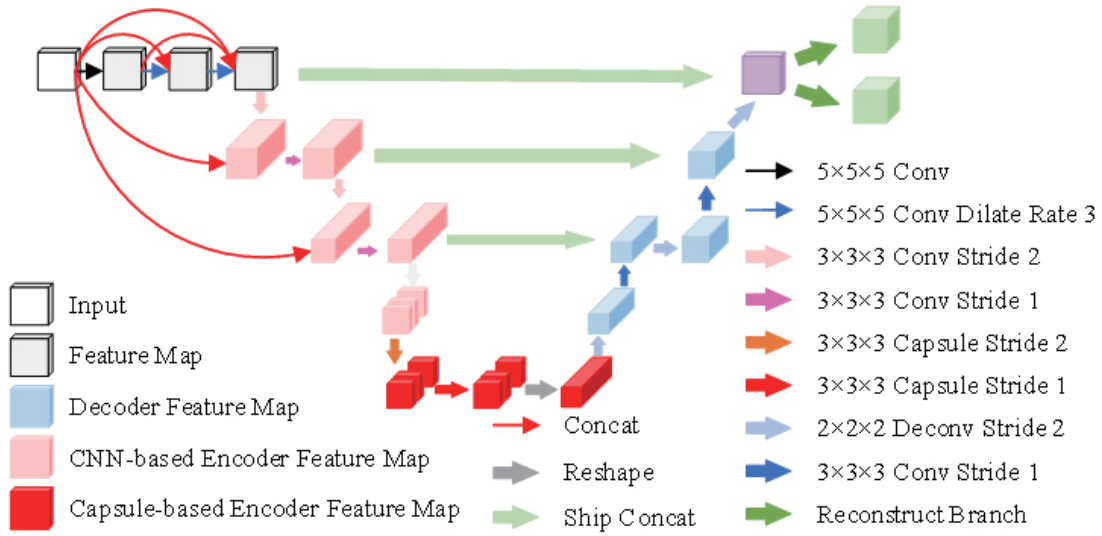 Input
Feature Map
Decoder Feature Map
CNN-based Encoder Feature Map
Capsule-based Encoder Feature Map
Concat
Reshape
Ship Concat
5×5×5 Conv
5×5×5 Conv Dilate Rate 3
3×3×3 Conv Stride 2
3×3×3 Conv Stride 1
3×3×3 Capsule Stride 2
3×3×3 Capsule Stride 1
2×2×2 Deconv Stride 2
3×3×3 Conv Stride 1
Reconstruct Branch